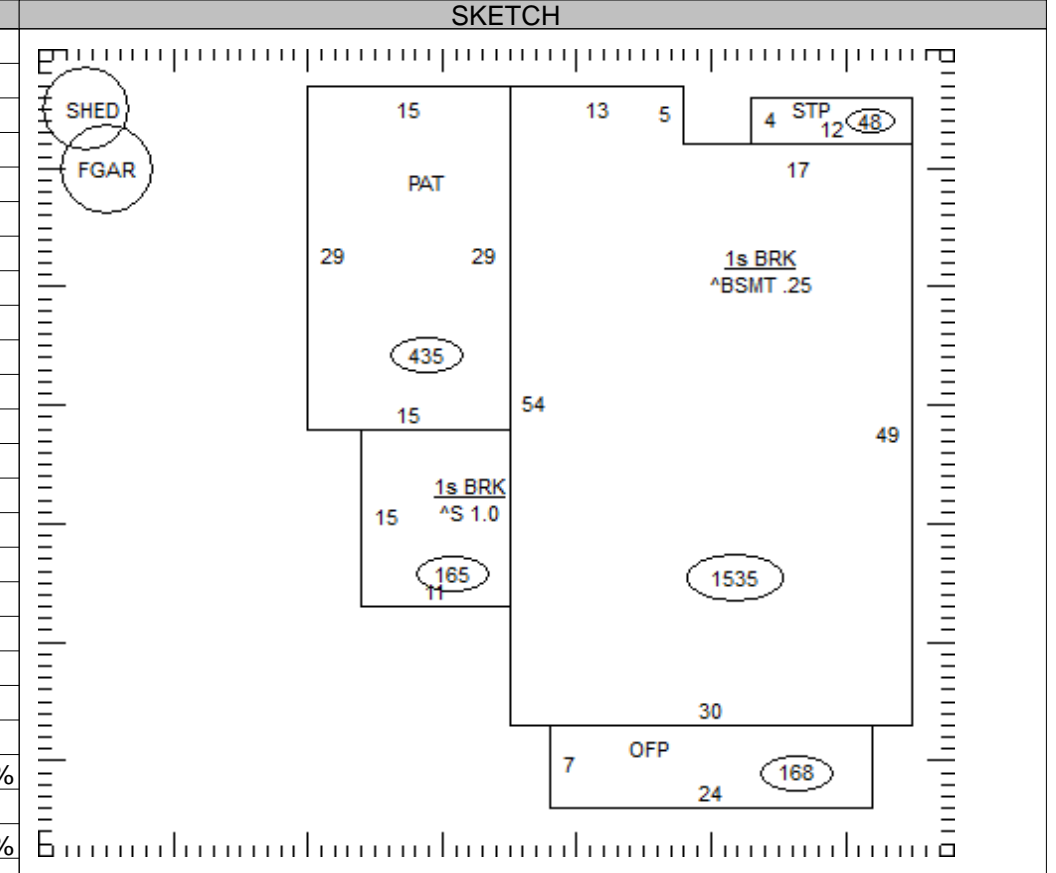 SKETCH
SHED
FGAR
15
13
5
4
STP
12
48
17
PAT
29
29
1s BRK
^BSMT .25
435
15
54
49
1s BRK
^S 1.0
15
165
11
1535
30
OFP
7
168
24
%
%